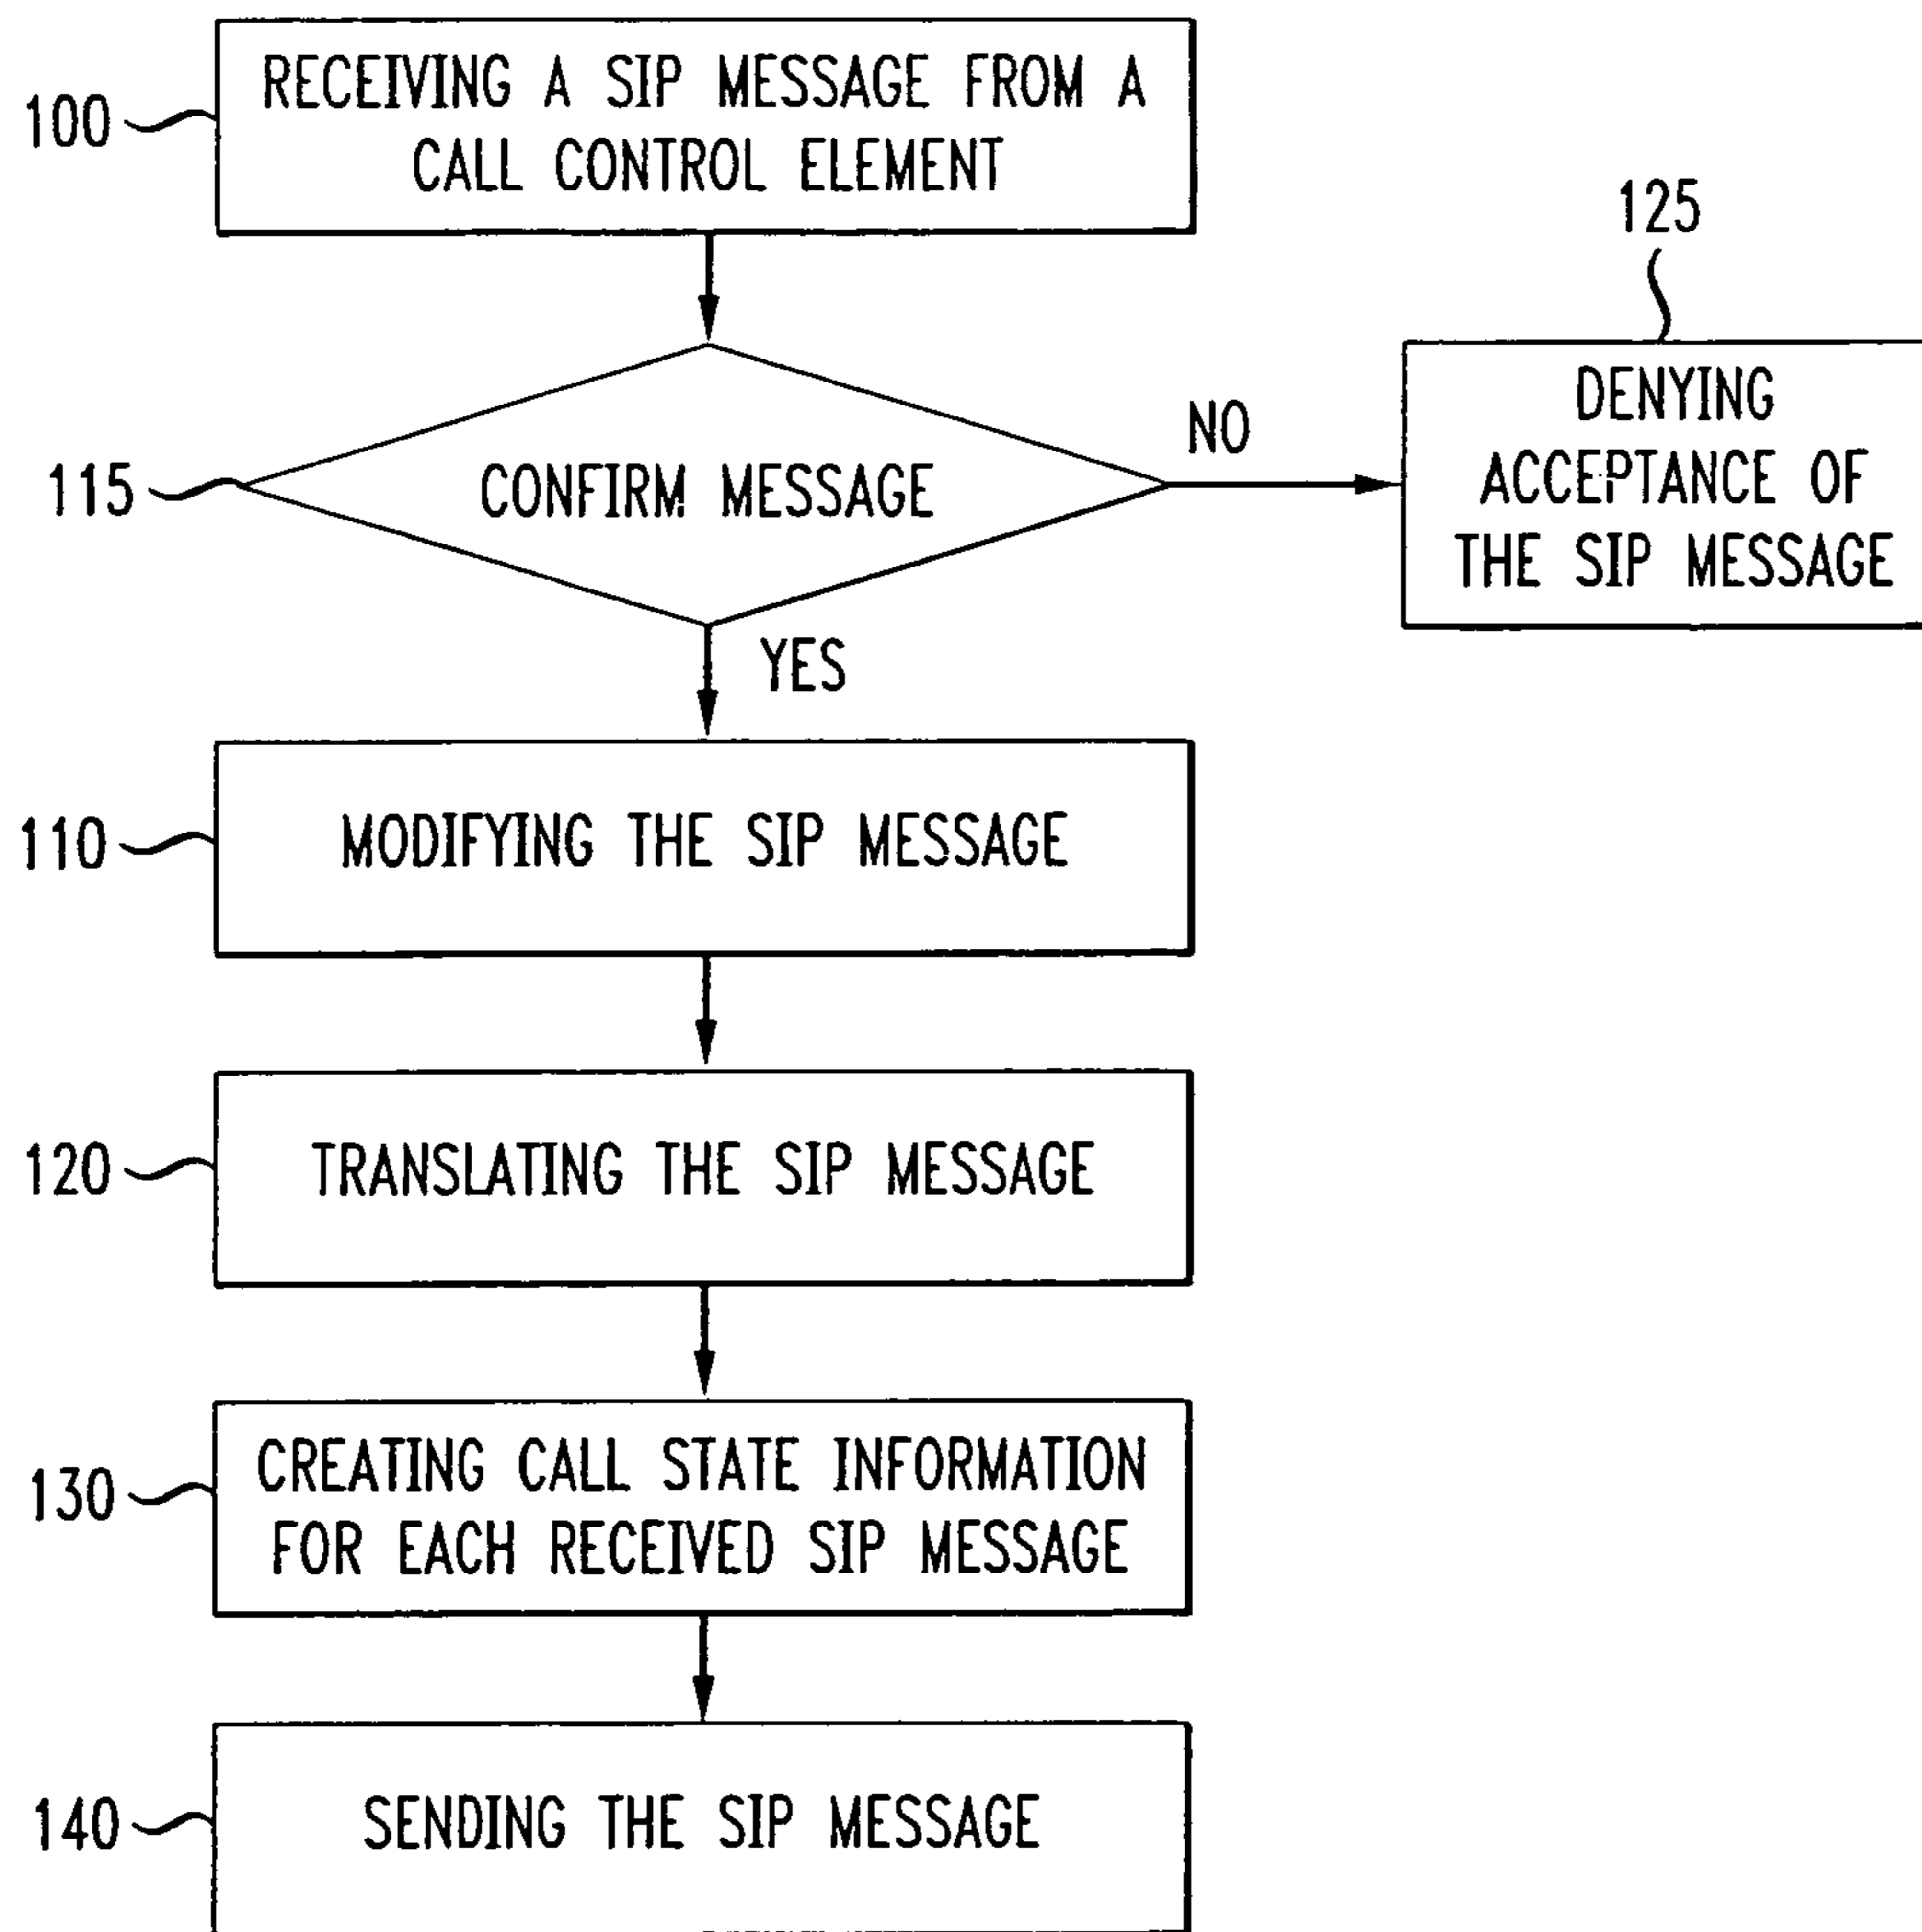 100
RECEIVING A SIP MESSAGE FROM A
CALL CONTROL ELEMENT
125
115
CONFIRM MESSAGE
NO
DENYING
ACCEPTANCE OF
THE SIP MESSAGE
YES
110
MODIFYING THE SIP MESSAGE
120
TRANSLATING THE SIP MESSAGE
130
CREATING CALL STATE INFORMATION
FOR EACH RECEIVED SIP MESSAGE
140
SENDING THE SIP MESSAGE